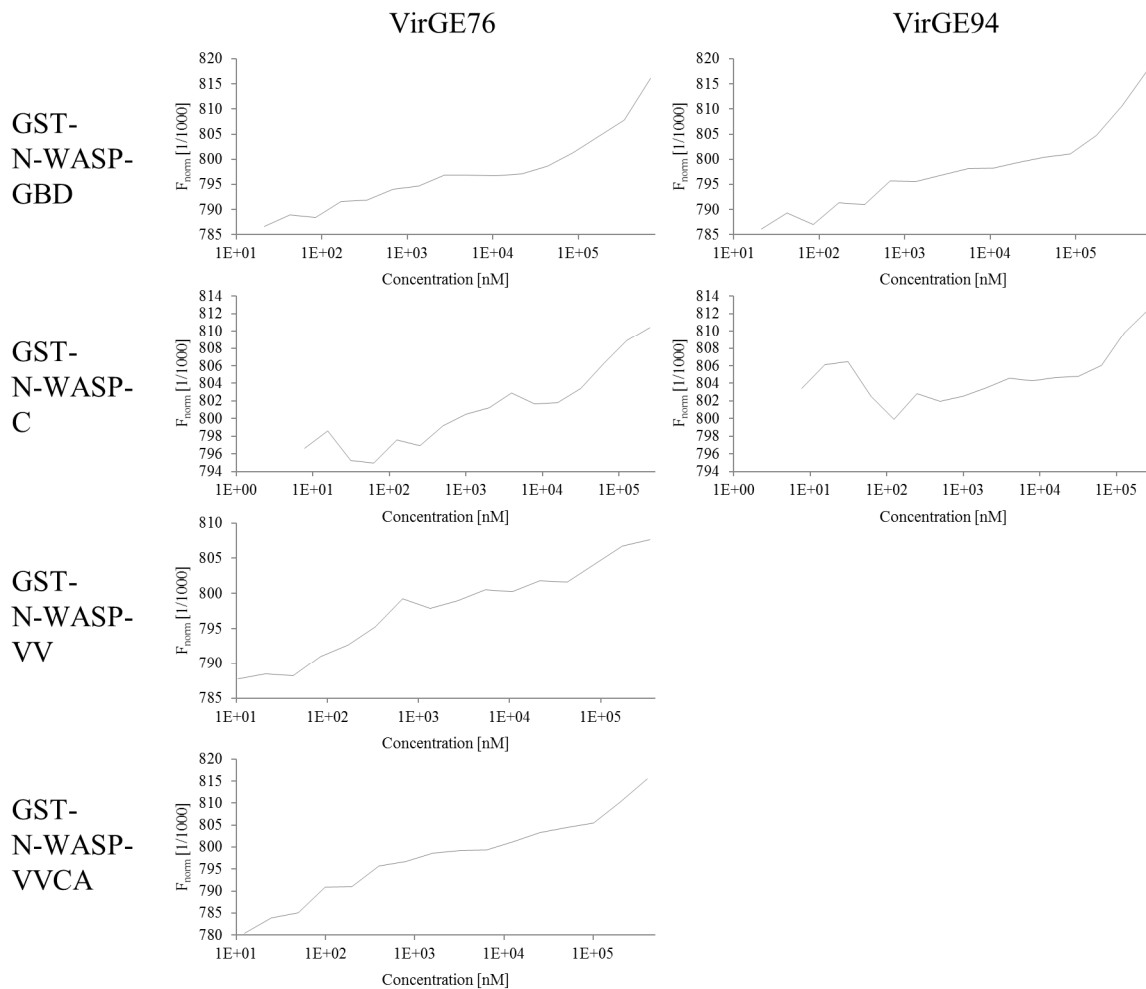 VirGE76
VirGE94
GST-
N-WASP-
GBD
820
815
810
805
800
795
790
785
F_norm [1/1000]
1E+01 1E+02 1E+03 1E+04 1E+05
Concentration [nM]
820
815
810
805
800
795
790
785
F_norm [1/1000]
1E+01 1E+02 1E+03 1E+04 1E+05
Concentration [nM]
GST-
N-WASP-
C
814
812
810
808
806
804
802
800
798
796
794
F_norm [1/1000]
1E+00 1E+01 1E+02 1E+03 1E+04 1E+05
Concentration [nM]
814
812
810
808
806
804
802
800
798
796
794
F_norm [1/1000]
1E+00 1E+01 1E+02 1E+03 1E+04 1E+05
Concentration [nM]
GST-
N-WASP-
VV
810
805
800
795
790
785
F_norm [1/1000]
1E+01 1E+02 1E+03 1E+04 1E+05
Concentration [nM]
GST-
N-WASP-
VVCA
820
815
810
805
800
795
790
785
780
F_norm [1/1000]
1E+01 1E+02 1E+03 1E+04 1E+05
Concentration [nM]